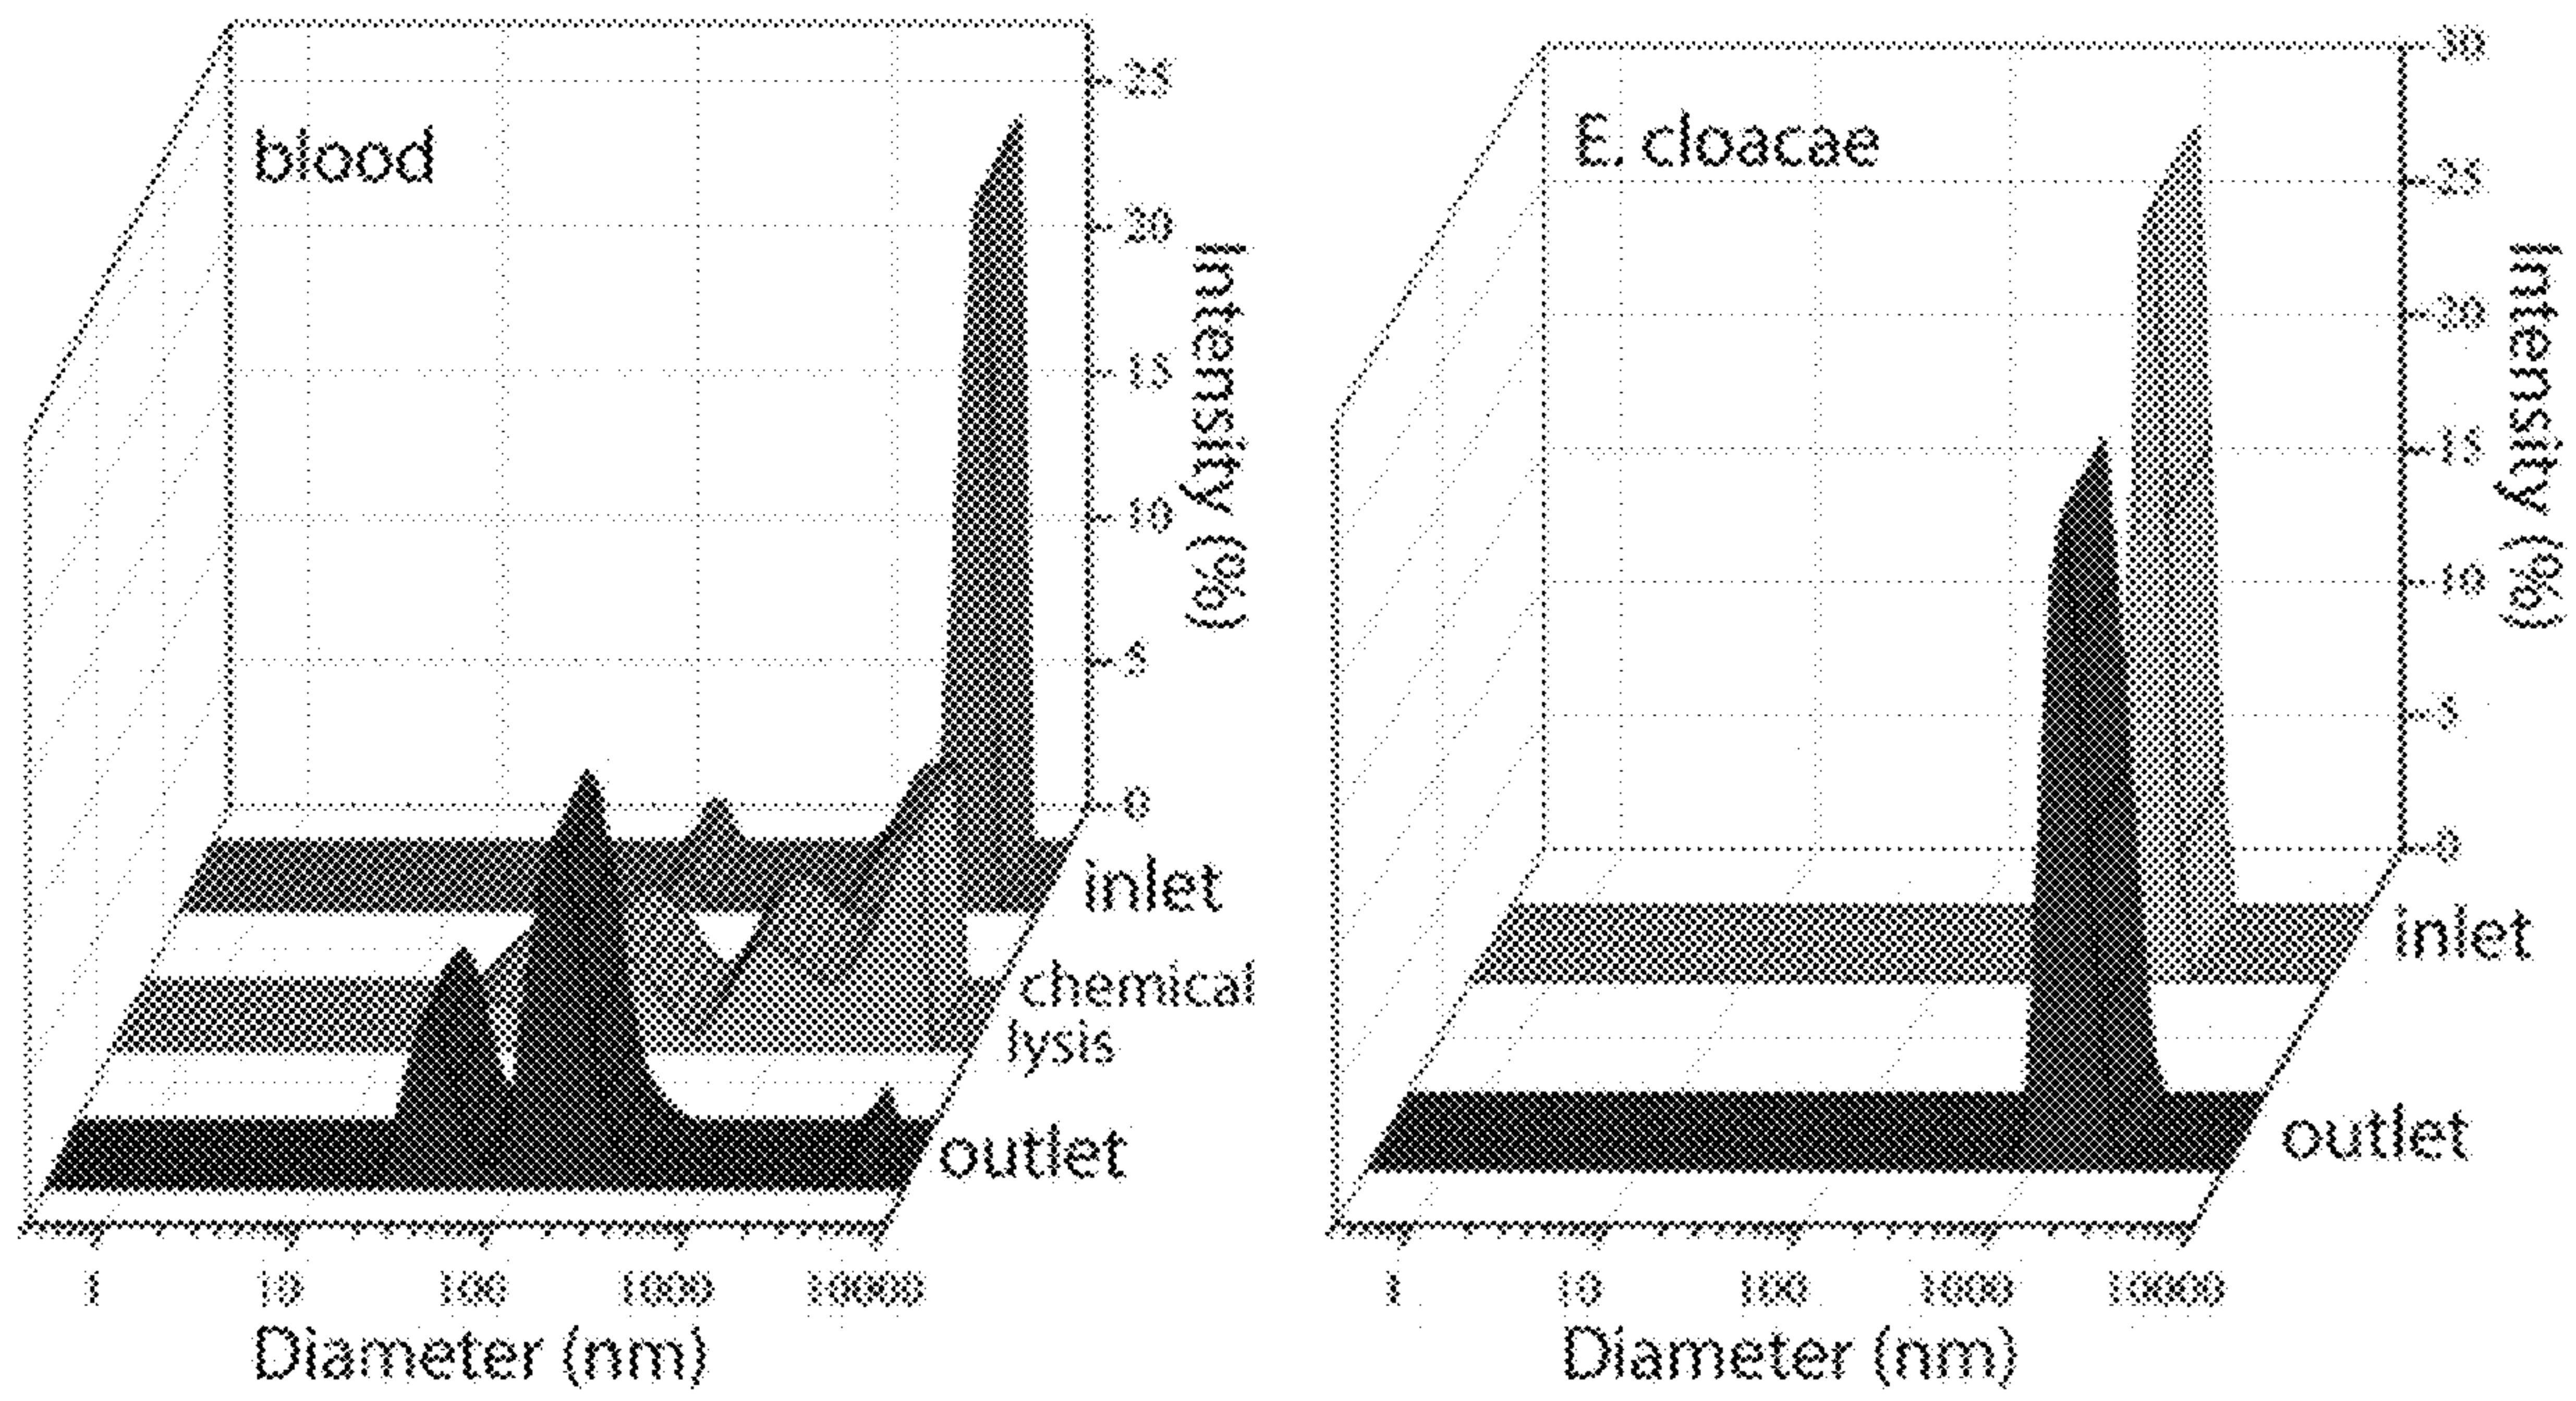 blood
25
20
15
10
5
0
Intensity (%)
inlet
chemical
lysis
outlet
1 10 100 1000 10000
Diameter (nm)
E. cloacae
30
25
20
15
10
5
0
Intensity (%)
inlet
outlet
1 10 100 1000 10000
Diameter (nm)